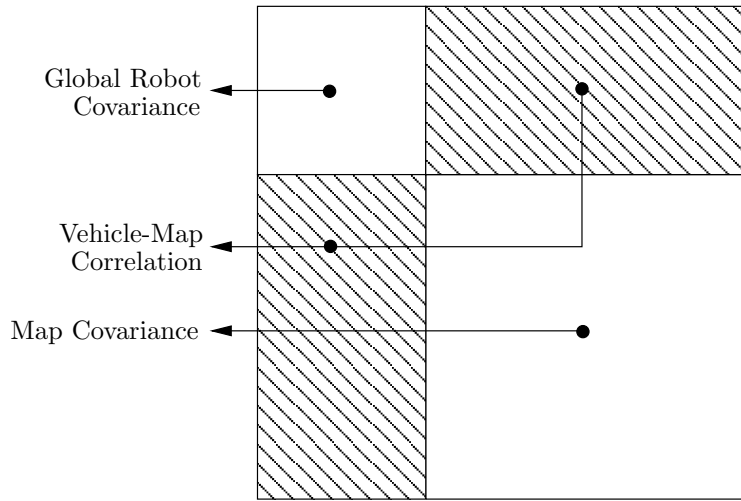 Global Robot
Covariance
Vehicle-Map
Correlation
Map Covariance